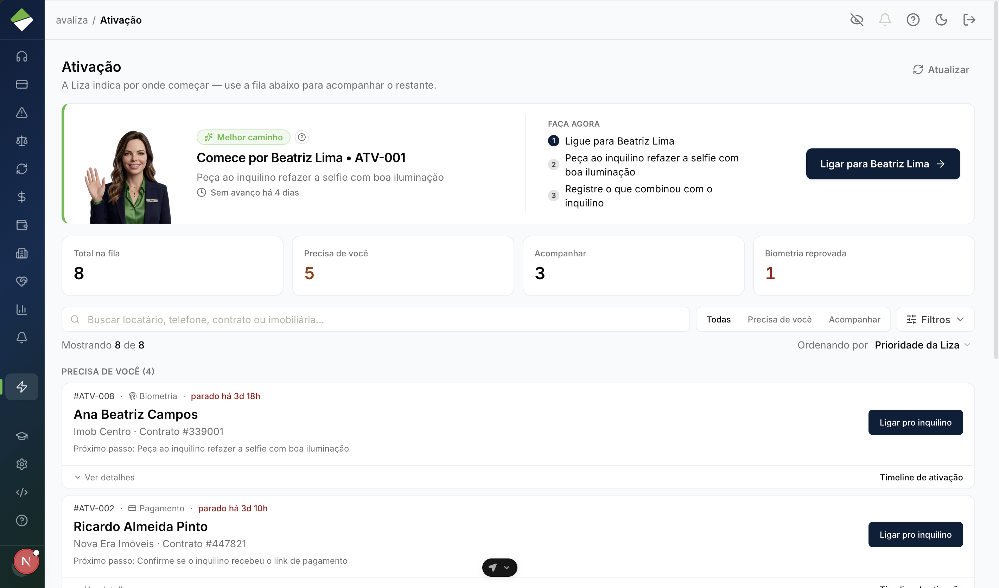 avaliza / Ativação
Ativação
Atualizar
A Liza indica por onde começar — use a fila abaixo para acompanhar o restante.
Melhor caminho
Comece por Beatriz Lima • ATV-001
Peça ao inquilino refazer a selfie com boa iluminação
Sem avanço há 4 dias
Liza
FAÇA AGORA
1 Ligue para Beatriz Lima
2 Peça ao inquilino refazer a selfie com
boa iluminação
3 Registre o que combinou com o
inquilino
Ligar para Beatriz Lima
Total na fila
8
Precisa de você
5
Acompanhar
3
Biometria reprovada
1
Buscar locatário, telefone, contrato ou imobiliária...
Todas Precisa de você Acompanhar
Filtros
Mostrando 8 de 8
Ordenando por Prioridade da Liza
PRECISA DE VOCÊ (4)
#ATV-008 · Biometria · parado há 3d 18h
Ana Beatriz Campos
Imob Centro · Contrato #339001
Próximo passo: Peça ao inquilino refazer a selfie com boa iluminação
Ligar pro inquilino
Ver detalhes
Timeline de ativação
#ATV-002 · Pagamento · parado há 3d 10h
Ricardo Almeida Pinto
Nova Era Imóveis · Contrato #447821
Próximo passo: Confirme se o inquilino recebeu o link de pagamento
Ligar pro inquilino
N